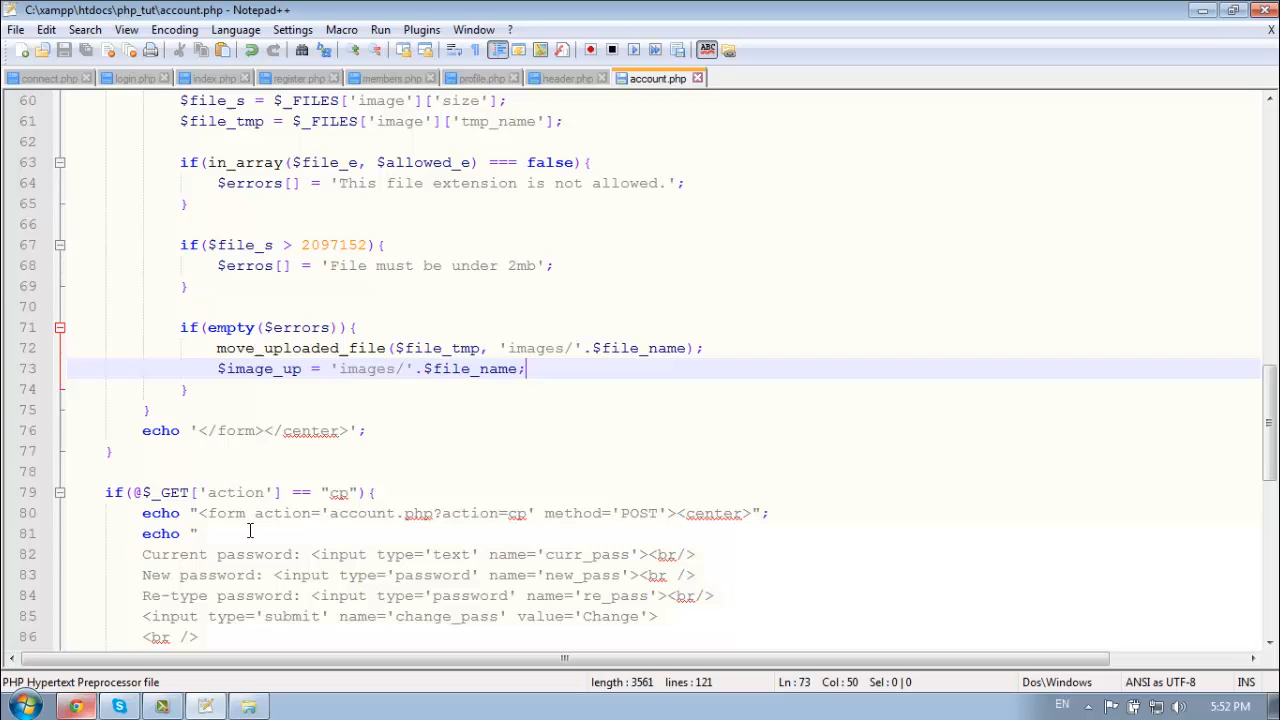 C:\xampp\htdocs\php_tut\account.php - Notepad++
File Edit Search View Encoding Language Settings Macro Run Plugins Window ? X
ABC
connect.php login.php index.php register.php members.php profile.php header.php account.php
60 $file_s = $_FILES['image']['size'];
61 $file_tmp = $_FILES['image']['tmp_name'];
62
63 if(in_array($file_e, $allowed_e) === false){
64 $errors[] = 'This file extension is not allowed.';
65 }
66
67 if($file_s > 2097152){
68 $erros[] = 'File must be under 2mb';
69 }
70
71 if(empty($errors)){
72 move_uploaded_file($file_tmp, 'images/'.$file_name);
73 $image_up = 'images/'.$file_name;
74 }
75 }
76 echo '</form></center>';
77 }
78
79 if(@$_GET['action'] == "cp"){
80 echo "<form action='account.php?action=cp' method='POST'><center>";
81 echo "
82 Current password: <input type='text' name='curr_pass'><br/>
83 New password: <input type='password' name='new_pass'><br />
84 Re-type password: <input type='password' name='re_pass'><br/>
85 <input type='submit' name='change_pass' value='Change'>
86 <br />
PHP Hypertext Preprocessor file length : 3561 lines : 121 Ln : 73 Col : 50 Sel : 0 | 0 Dos\Windows ANSI as UTF-8 INS
EN 5:52 PM